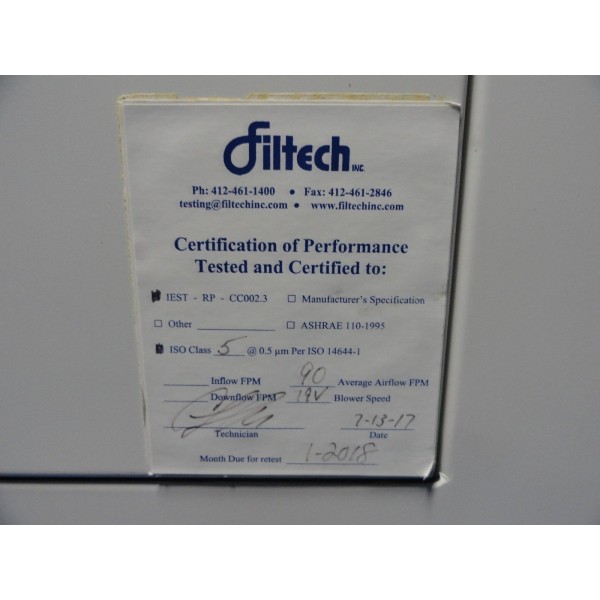 Filtech INC.
Ph: 412-461-1400 • Fax: 412-461-2846
testing@filtechinc.com • www.filtechinc.com
Certification of Performance
Tested and Certified to:
IEST - RP - CC002.3 Manufacturer's Specification
Other ASHRAE 110-1995
ISO Class 5 @ 0.5 µm Per ISO 14644-1
Inflow FPM 90 Average Airflow FPM
Downflow FPM 19V Blower Speed
7-13-17
Technician Date
Month Due for retest 1-2018